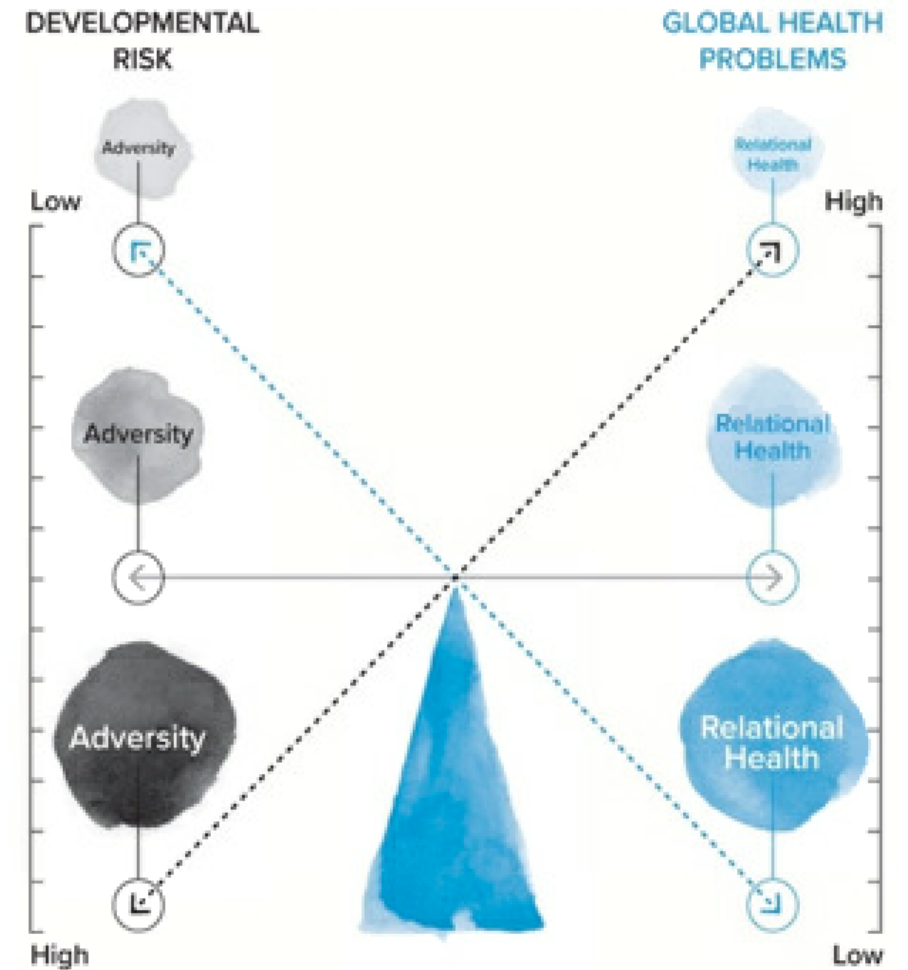 DEVELOPMENTAL
RISK
GLOBAL HEALTH
PROBLEMS
Adversity
Relational
Health
Low
High
Adversity
Relational
Health
Adversity
Relational
Health
High
Low